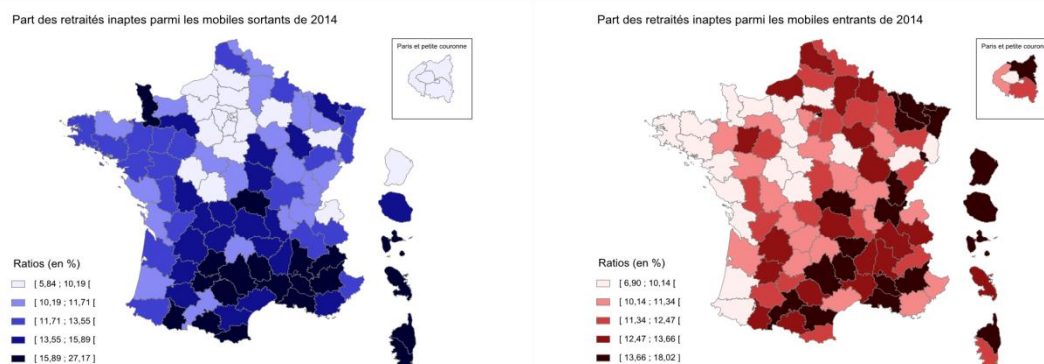 Part des retraités inaptes parmi les mobiles sortants de 2014
Paris et petite couronne
Ratios (en %)
[ 5,84 ; 10,19 [
[ 10,19 ; 11,71 [
[ 11,71 ; 13,55 [
[ 13,55 ; 15,89 [
[ 15,89 ; 27,17 ]
Part des retraités inaptes parmi les mobiles entrants de 2014
Paris et petite couronne
Ratios (en %)
[ 6,90 ; 10,14 [
[ 10,14 ; 11,34 [
[ 11,34 ; 12,47 [
[ 12,47 ; 13,66 [
[ 13,66 ; 18,02 ]